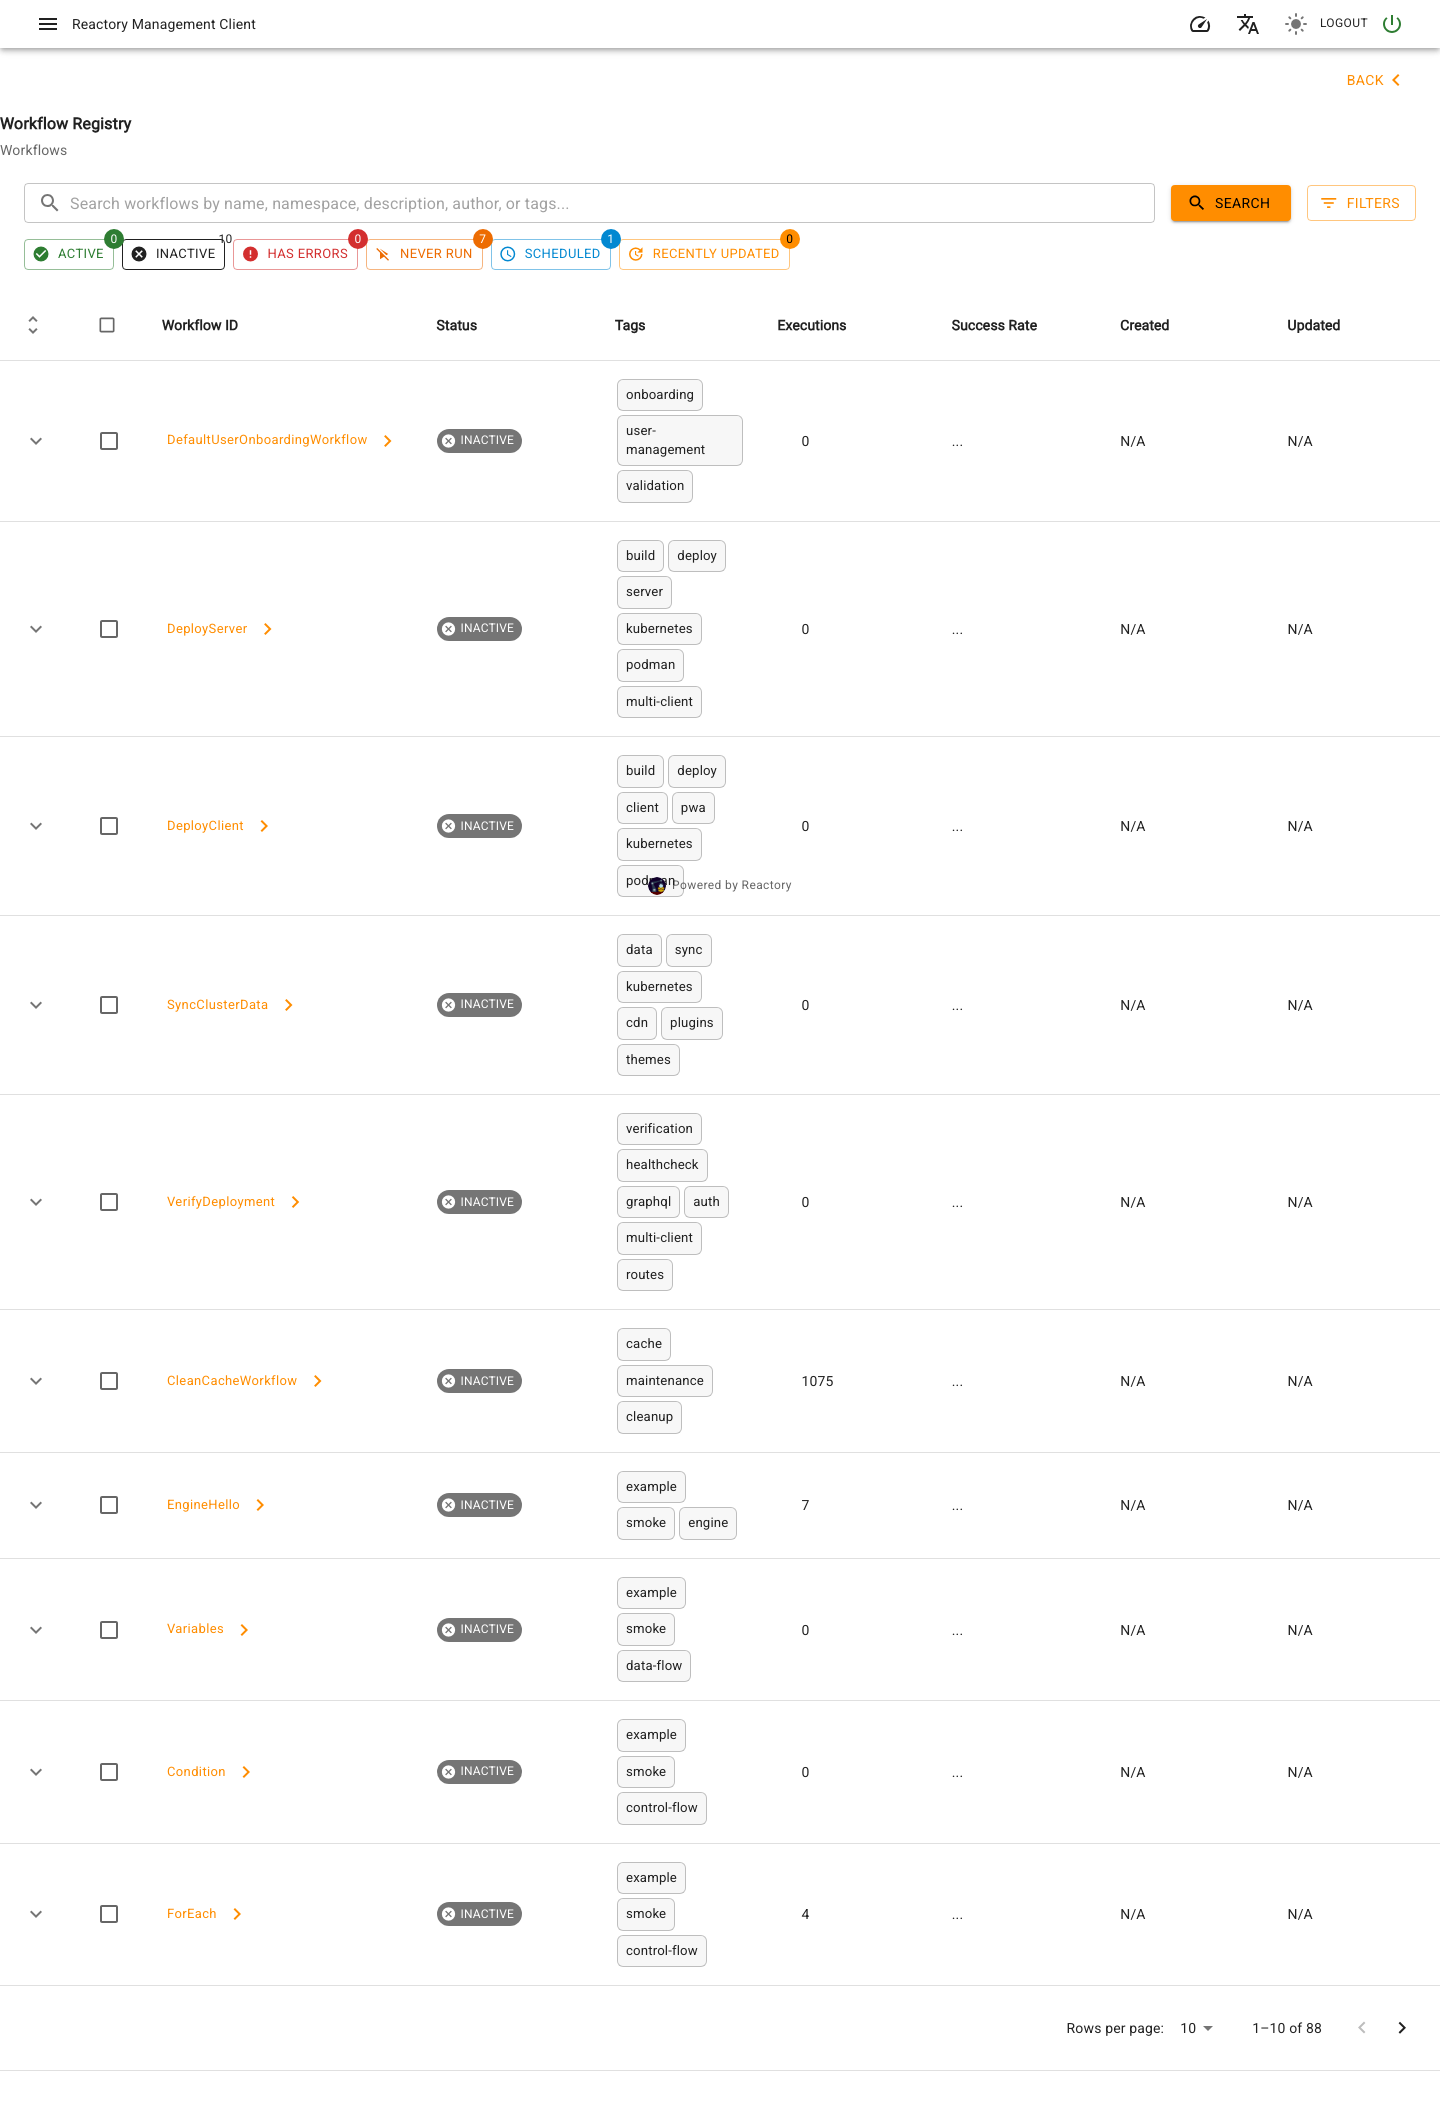 Reactory Management Client
LOGOUT
BACK
Workflow Registry
Workflows
Search workflows by name, namespace, description, author, or tags...
SEARCH
FILTERS
ACTIVE 0
INACTIVE 10
HAS ERRORS 0
NEVER RUN 7
SCHEDULED 1
RECENTLY UPDATED 0
Workflow ID Status Tags Executions Success Rate Created Updated
onboarding
user-
DefaultUserOnboardingWorkflow INACTIVE management 0 ... N/A N/A
validation
build deploy
server
DeployServer INACTIVE kubernetes 0 ... N/A N/A
podman
multi-client
build deploy
DeployClient INACTIVE client pwa 0 ... N/A N/A
kubernetes
podman
Powered by Reactory
data sync
kubernetes
SyncClusterData INACTIVE cdn plugins 0 ... N/A N/A
themes
verification
healthcheck
VerifyDeployment INACTIVE graphql auth 0 ... N/A N/A
multi-client
routes
cache
CleanCacheWorkflow INACTIVE maintenance 1075 ... N/A N/A
cleanup
example
EngineHello INACTIVE smoke engine 7 ... N/A N/A
example
Variables INACTIVE smoke 0 ... N/A N/A
data-flow
example
Condition INACTIVE smoke 0 ... N/A N/A
control-flow
example
ForEach INACTIVE smoke 4 ... N/A N/A
control-flow
Rows per page: 10 1–10 of 88